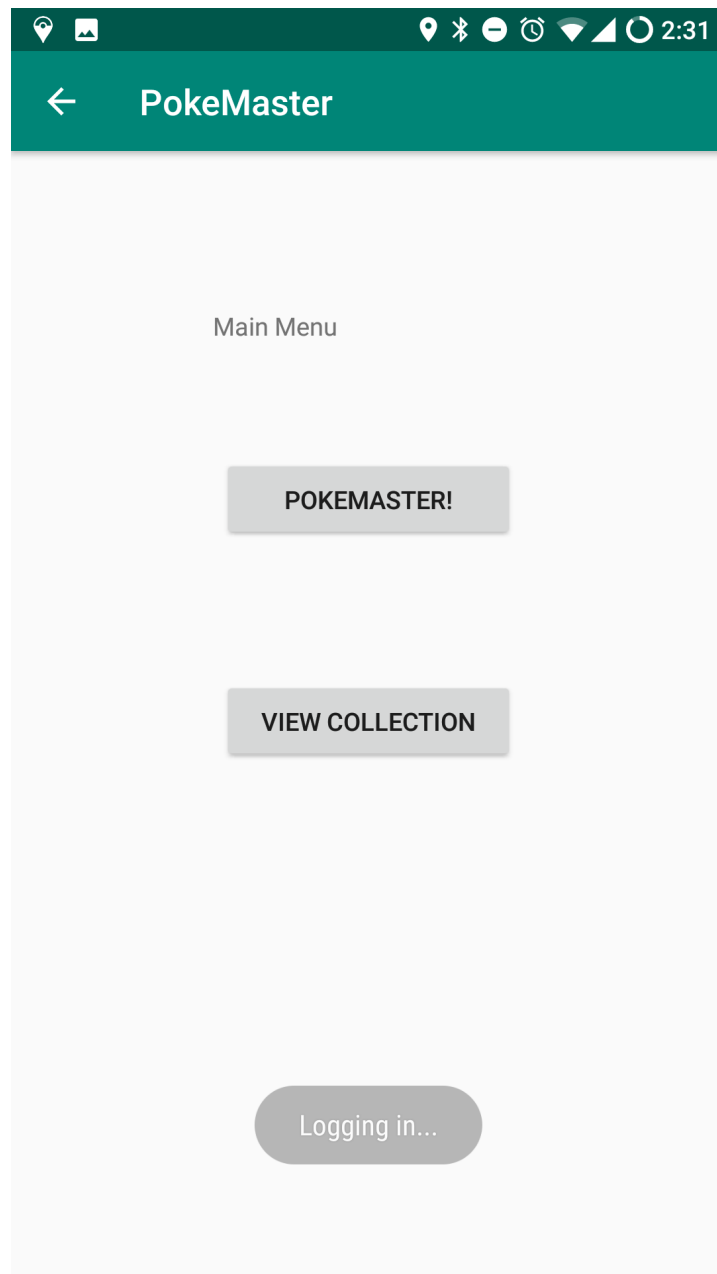 2:31
PokeMaster
Main Menu
POKEMASTER!
VIEW COLLECTION
Logging in...